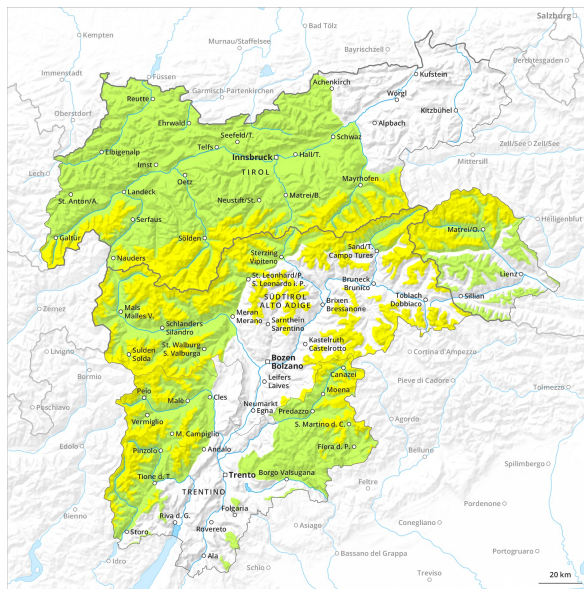 Salzburg
Kempten
Bad Tölz
Murnau/Staffelsee
Bayrischzell
Berchtesgaden
Immenstadt
Füssen
Garmisch-Partenkirchen
Kufstein
Achenkirch
Reutte
Wörgl
Oberstdorf
Kitzbühel
Ehrwald
Seefeld/T.
Schwaz
Alpbach
Telfs
Zell/See
Zell/See
Elbigenalp
Innsbruck
Hall/T.
Mittersill
Imst
TIROL
Lech
Oetz
Mayrhofen
Landeck
Neustift/St.
Matrei/B.
St. Anton/A.
Heiligenblut
Serfaus
Matrei/O.
Galtür
Sölden
Sand/T.
Campo Tures
Nauders
Sterzing
Vipiteno
Lienz
St. Leonhard/P.
S. Leonardo i. P.
Bruneck
Brunico
Sillian
SÜDTIROL
ALTO ADIGE
Toblach
Dobbiaco
Mals
Malles V.
Meran
Merano
Brixen
Bressanone
Schlanders
Silandro
Sarnthein
Sarentino
St. Walburg
S. Valburga
Kastelruth
Castelrotto
Cortina d'Ampezzo
Livigno
Sulden
Solda
Bozen
Bolzano
Canazei
Bormio
Leifers
Laives
Pieve di Cadore
Moena
Tolmezzo
Peio
Cles
Malè
Neumarkt
Egna
Predazzo
Poschiavo
Vermiglio
S. Martino d. C.
Agordo
M. Campiglio
Edolo
Pinzolo
Andalo
Fiera d. P.
Belluno
Spilimbergo
Tione d. T.
Trento
Borgo Valsugana
Feltre
TRENTINO
Bienno
Riva d. G.
Folgaria
Pordenone
Storo
Rovereto
Asiago
Conegliano
Ala
Bassano del Grappa
Portogruaro
Idro
Schio
Treviso
20 km